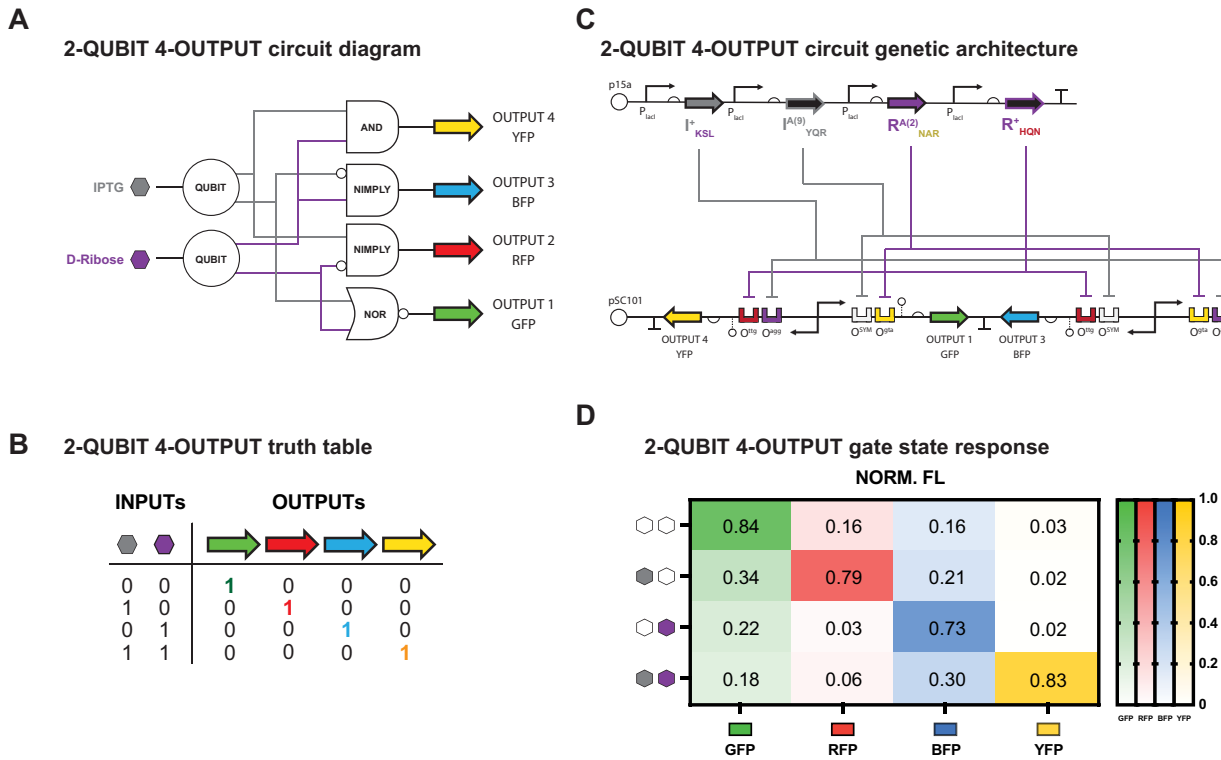 A
2-QUBIT 4-OUTPUT circuit diagram
IPTG
QUBIT
D-Ribose
QUBIT
AND
NIMPLY
NIMPLY
NOR
OUTPUT 4
YFP
OUTPUT 3
BFP
OUTPUT 2
RFP
OUTPUT 1
GFP
B
2-QUBIT 4-OUTPUT truth table
INPUTs OUTPUTs
0 0 1 0 0 0
1 0 0 1 0 0
0 1 0 0 1 0
1 1 0 0 0 1
C
2-QUBIT 4-OUTPUT circuit genetic architecture
p15a
PlacI PlacI PlacI PlacI
I+ KSL
IA(9) YQR
RA(2) NAR
R+ HQN
pSC101
Ottg Oagg OSYM Ogta Ottg OSYM Ogta
OUTPUT 4
YFP
OUTPUT 1
GFP
OUTPUT 3
BFP
D
2-QUBIT 4-OUTPUT gate state response
NORM. FL
0.84 0.16 0.16 0.03
0.34 0.79 0.21 0.02
0.22 0.03 0.73 0.02
0.18 0.06 0.30 0.83
GFP RFP BFP YFP
1.0
0.8
0.6
0.4
0.2
0
GFP RFP BFP YFP